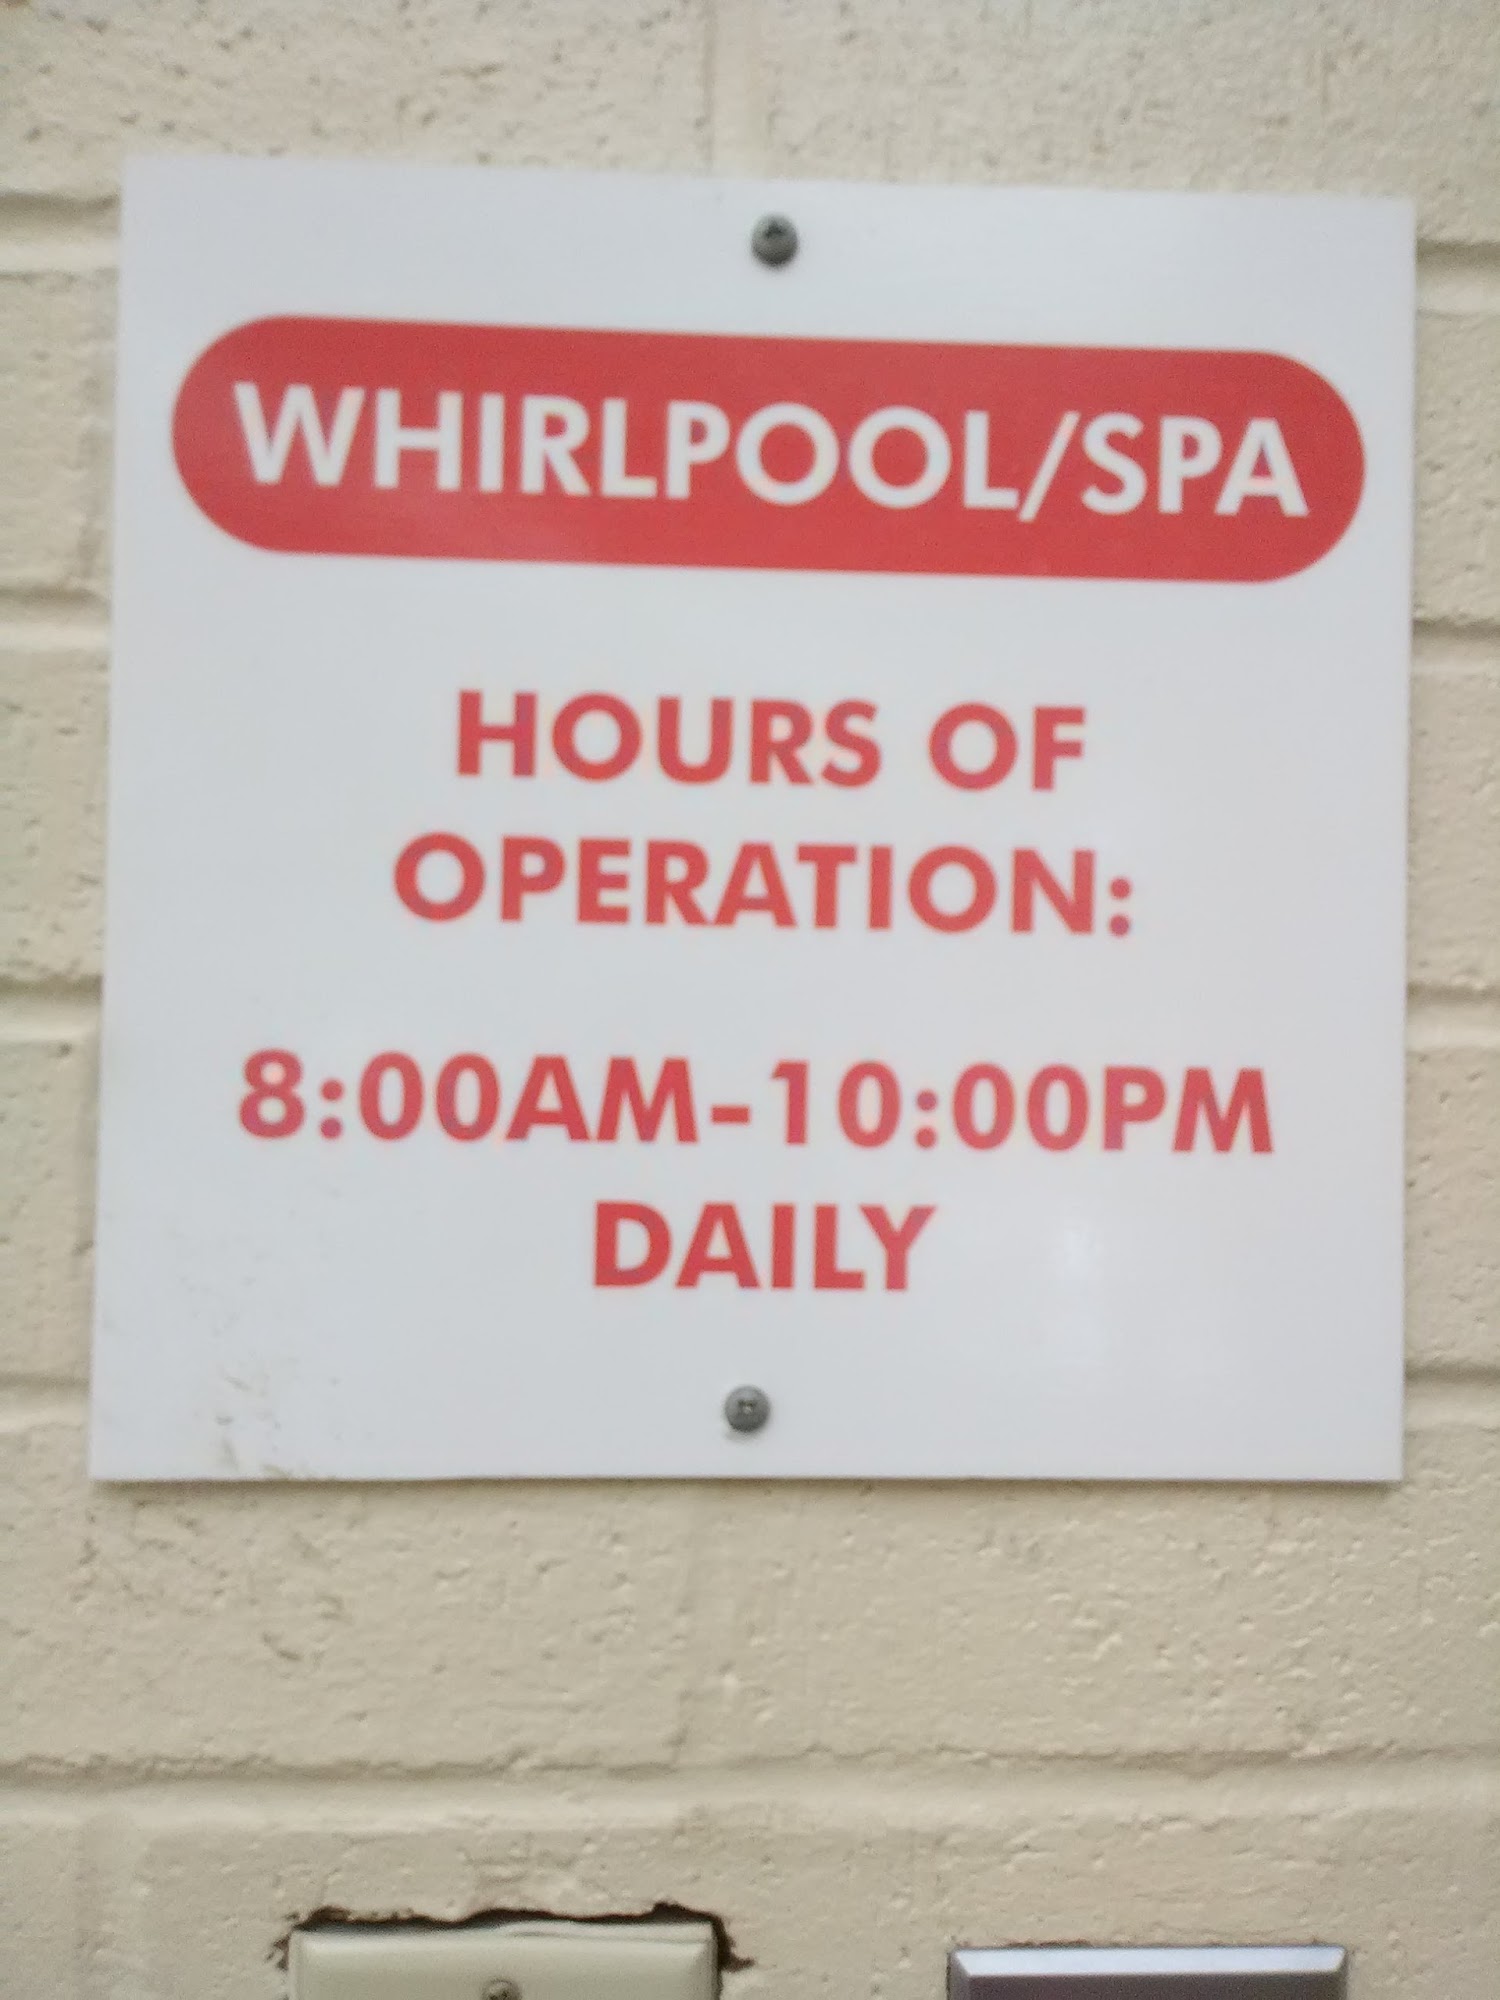 WHIRLPOOL/SPA
HOURS OF
OPERATION:
8:00AM-10:00PM
DAILY